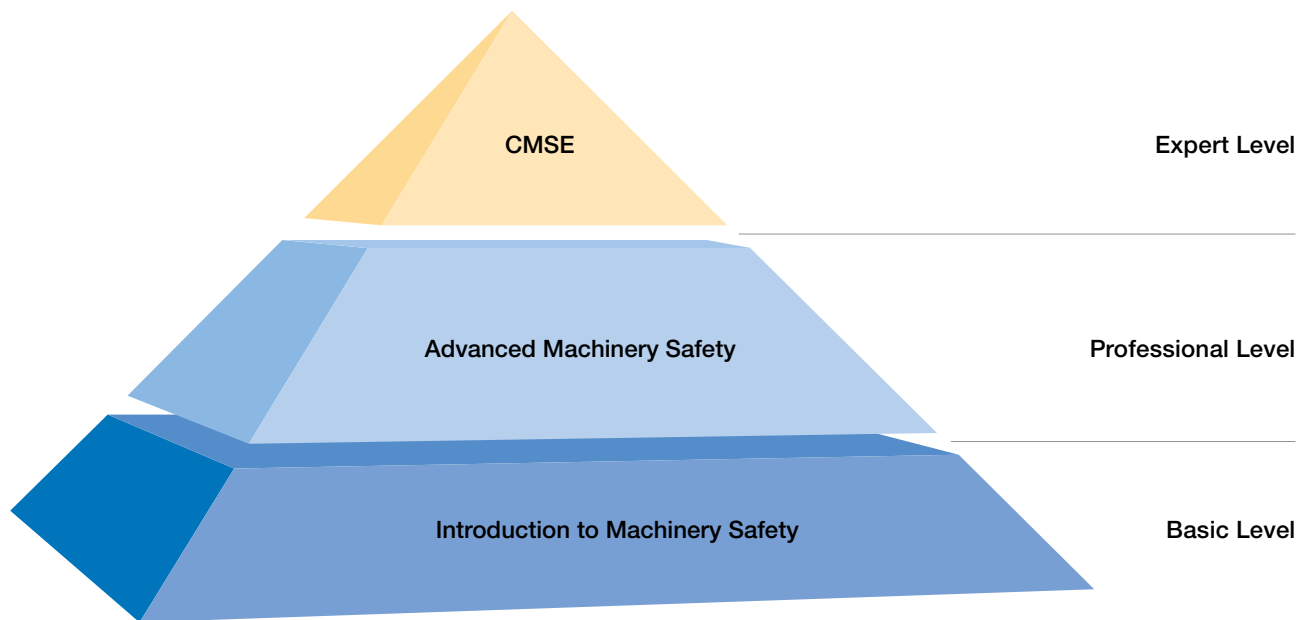 CMSE
Expert Level
Advanced Machinery Safety
Professional Level
Introduction to Machinery Safety
Basic Level